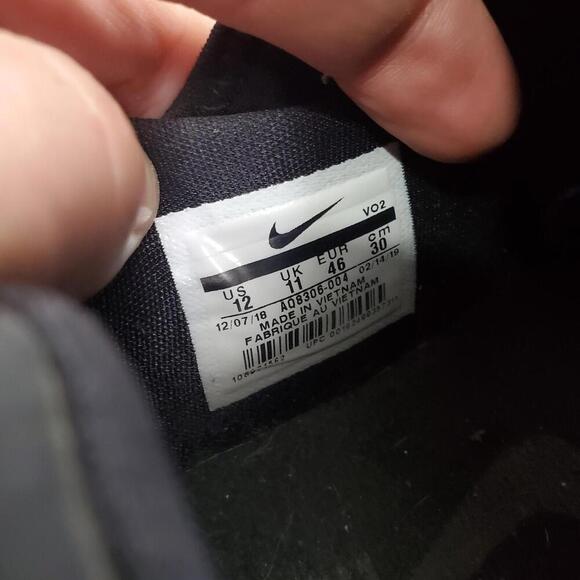 VO2
US UK EUR cm
12 11 46 30
12/07/18 AQ8306-004 02/14/19
MADE IN VIETNAM
FABRIQUE AU VIETNAM
UPC